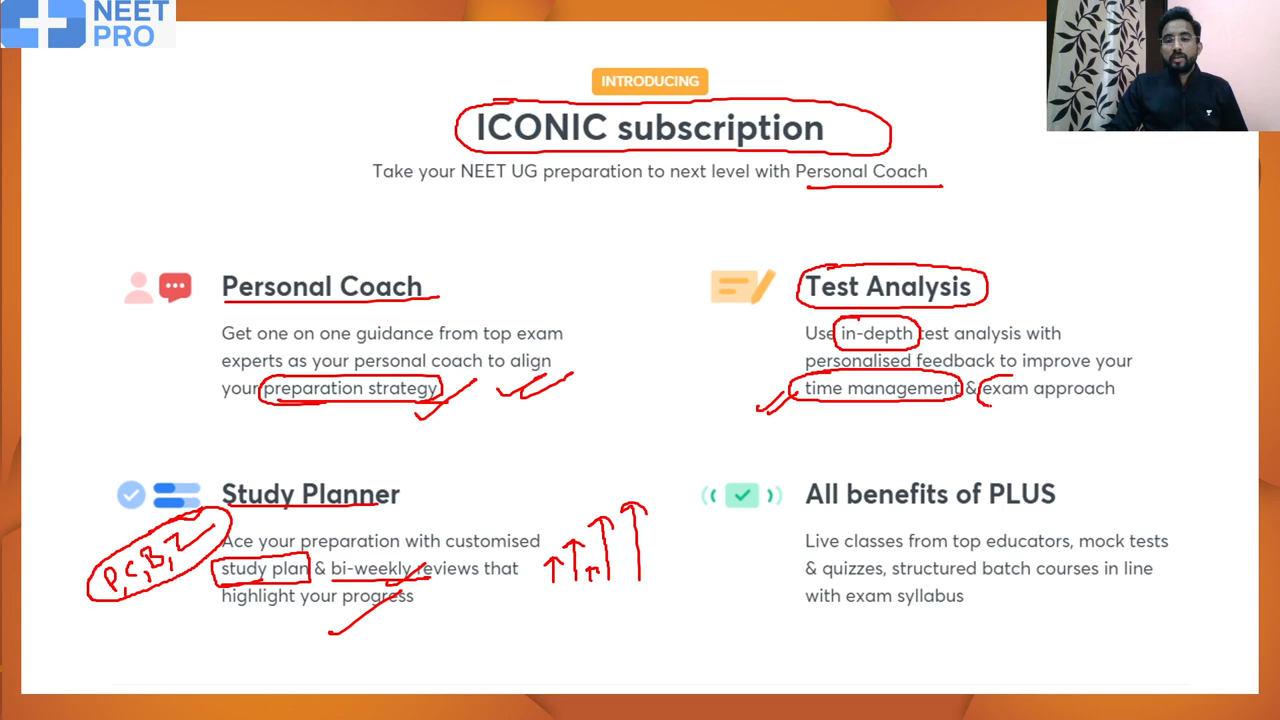 NEET
PRO
INTRODUCING
ICONIC subscription
Take your NEET UG preparation to next level with Personal Coach
Personal Coach
Get one on one guidance from top exam
experts as your personal coach to align
your preparation strategy
Test Analysis
Use in-depth test analysis with
personalised feedback to improve your
time management & exam approach
Study Planner
P, C, B, Z
Ace your preparation with customised
study plan & bi-weekly reviews that
highlight your progress
All benefits of PLUS
Live classes from top educators, mock tests
& quizzes, structured batch courses in line
with exam syllabus